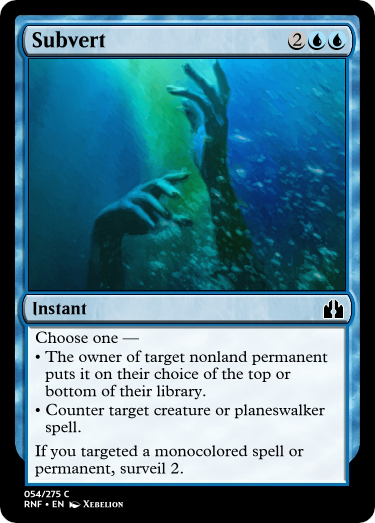 Subvert 2
Instant
Choose one —
• The owner of target nonland permanent
puts it on their choice of the top or
bottom of their library.
• Counter target creature or planeswalker
spell.
If you targeted a monocolored spell or
permanent, surveil 2.
054/275 C
RNF • EN Xebelion